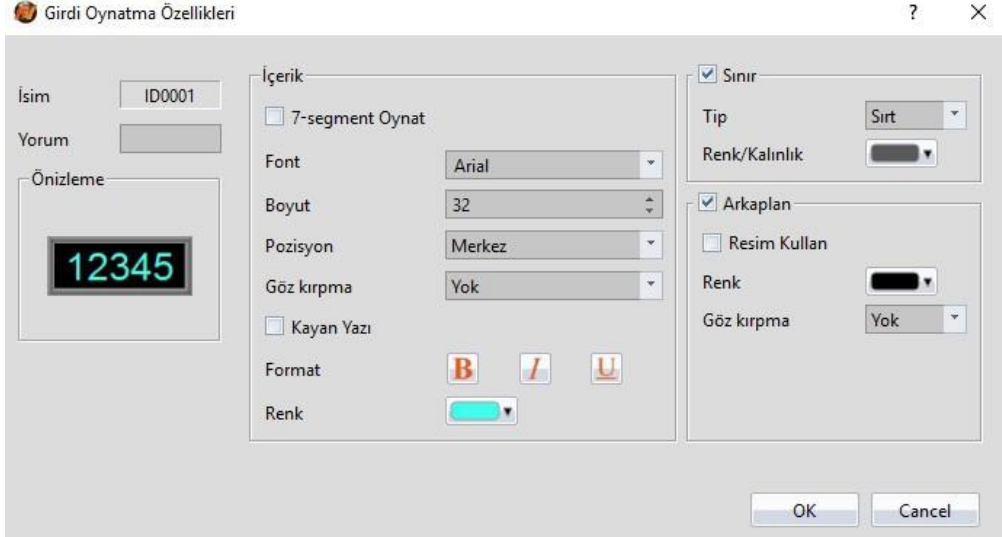 Girdi Oynatma Özellikleri
?
İsim ID0001
Yorum
Önizleme
12345
İçerik
7-segment Oynat
Font Arial
Boyut 32
Pozisyon Merkez
Göz kırpma Yok
Kayan Yazı
Format B I U
Renk
Sınır
Tip Sırt
Renk/Kalınlık
Arkaplan
Resim Kullan
Renk
Göz kırpma Yok
OK Cancel